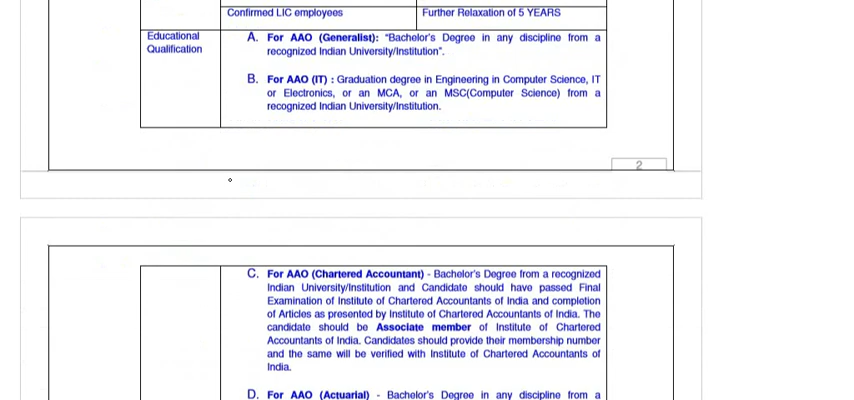 Confirmed LIC employees Further Relaxation of 5 YEARS
Educational Qualification
A. For AAO (Generalist): "Bachelor's Degree in any discipline from a
recognized Indian University/Institution".
B. For AAO (IT) : Graduation degree in Engineering in Computer Science, IT
or Electronics, or an MCA, or an MSC(Computer Science) from a
recognized Indian University/Institution.
2
C. For AAO (Chartered Accountant) - Bachelor's Degree from a recognized
Indian University/Institution and Candidate should have passed Final
Examination of Institute of Chartered Accountants of India and completion
of Articles as presented by Institute of Chartered Accountants of India. The
candidate should be Associate member of Institute of Chartered
Accountants of India. Candidates should provide their membership number
and the same will be verified with Institute of Chartered Accountants of
India.
D. For AAO (Actuarial) - Bachelor's Degree in any discipline from a